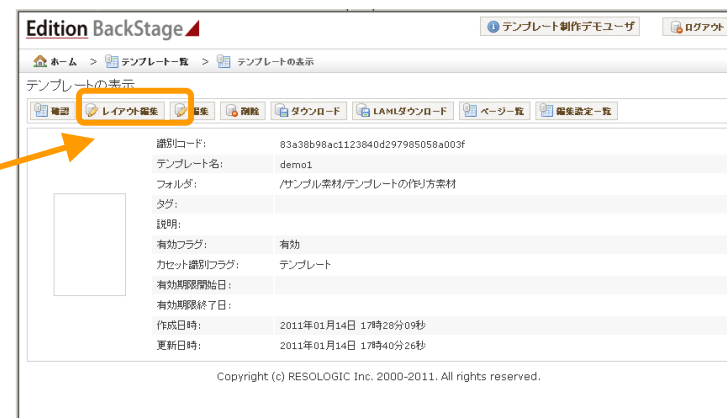 Edition BackStage
テンプレート制作デモユーザ
ログアウト
ホーム > テンプレート一覧 > テンプレートの表示
テンプレートの表示
確認 レイアウト編集 編集 削除 ダウンロード LAMLダウンロード ページ一覧 編集設定一覧
識別コード: 83a38b98ac1123840d297985058a003f
テンプレート名: demo1
フォルダ: /サンプル素材/テンプレートの作り方素材
タグ:
説明:
有効フラグ: 有効
カセット識別フラグ: テンプレート
有効期限開始日:
有効期限終了日:
作成日時: 2011年01月14日 17時28分09秒
更新日時: 2011年01月14日 17時40分26秒
Copyright (c) RESOLOGIC Inc. 2000-2011. All rights reserved.